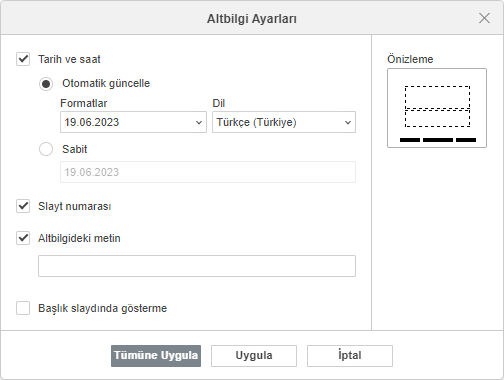 Altbilgi Ayarları
Tarih ve saat
Önizleme
Otomatik güncelle
Formatlar Dil
19.06.2023 Türkçe (Türkiye)
Sabit
19.06.2023
Slayt numarası
Altbilgideki metin
Başlık slaydında gösterme
Tümüne Uygula Uygula İptal